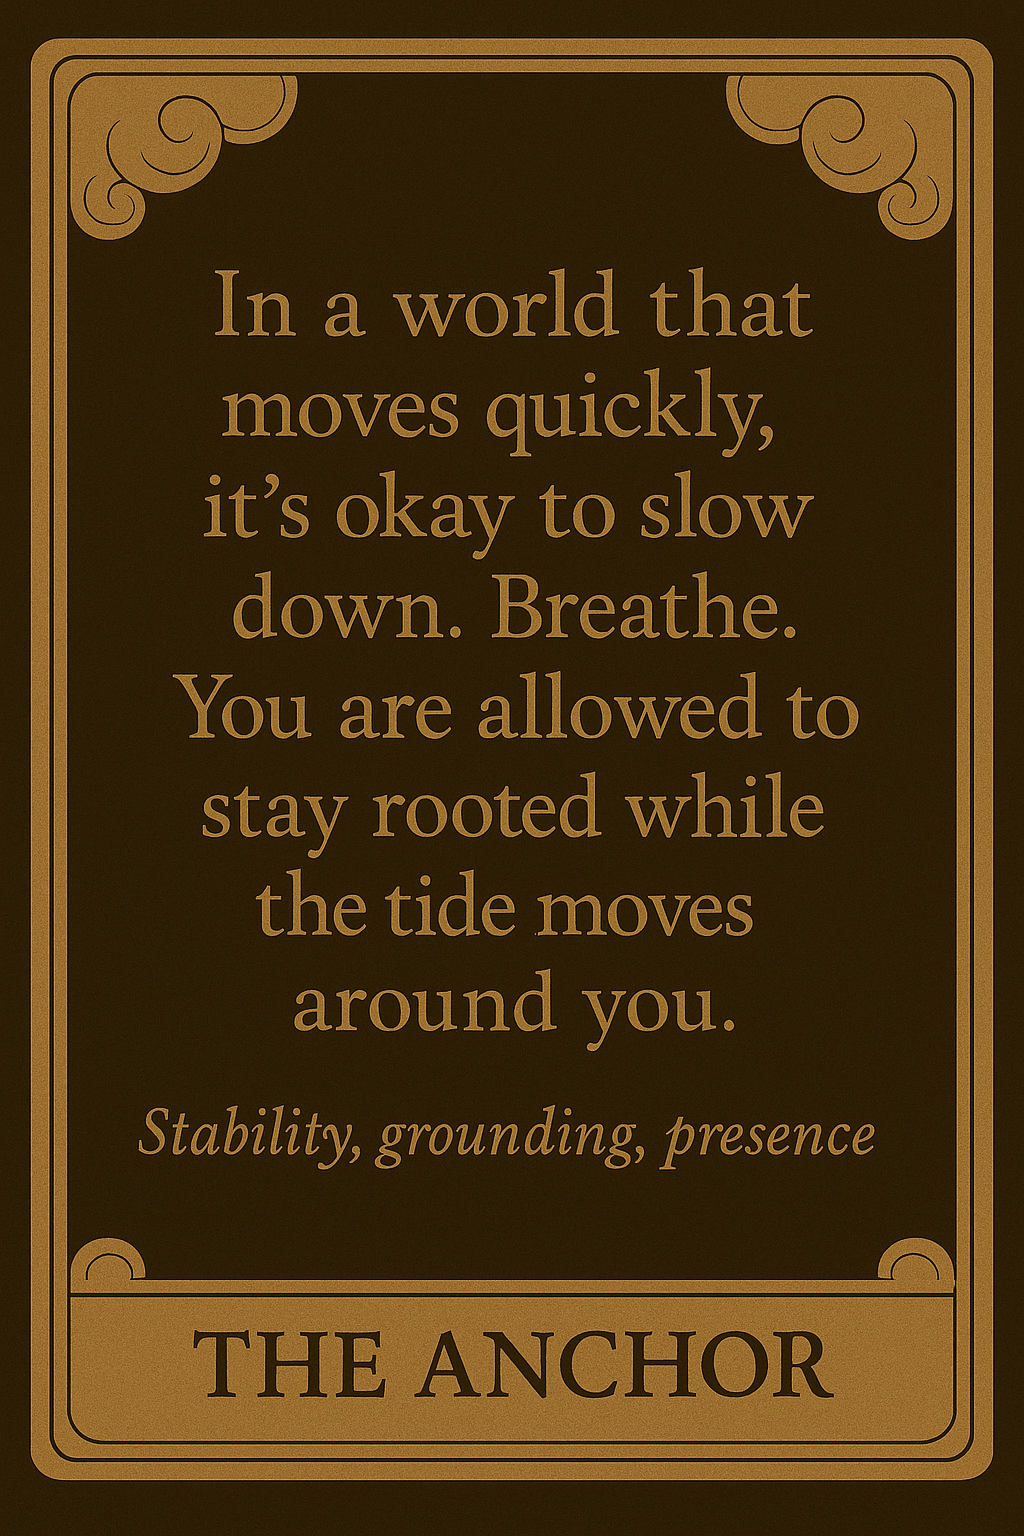 In a world that
moves quickly,
it’s okay to slow
down. Breathe.
You are allowed to
stay rooted while
the tide moves
around you.
Stability, grounding, presence
THE ANCHOR